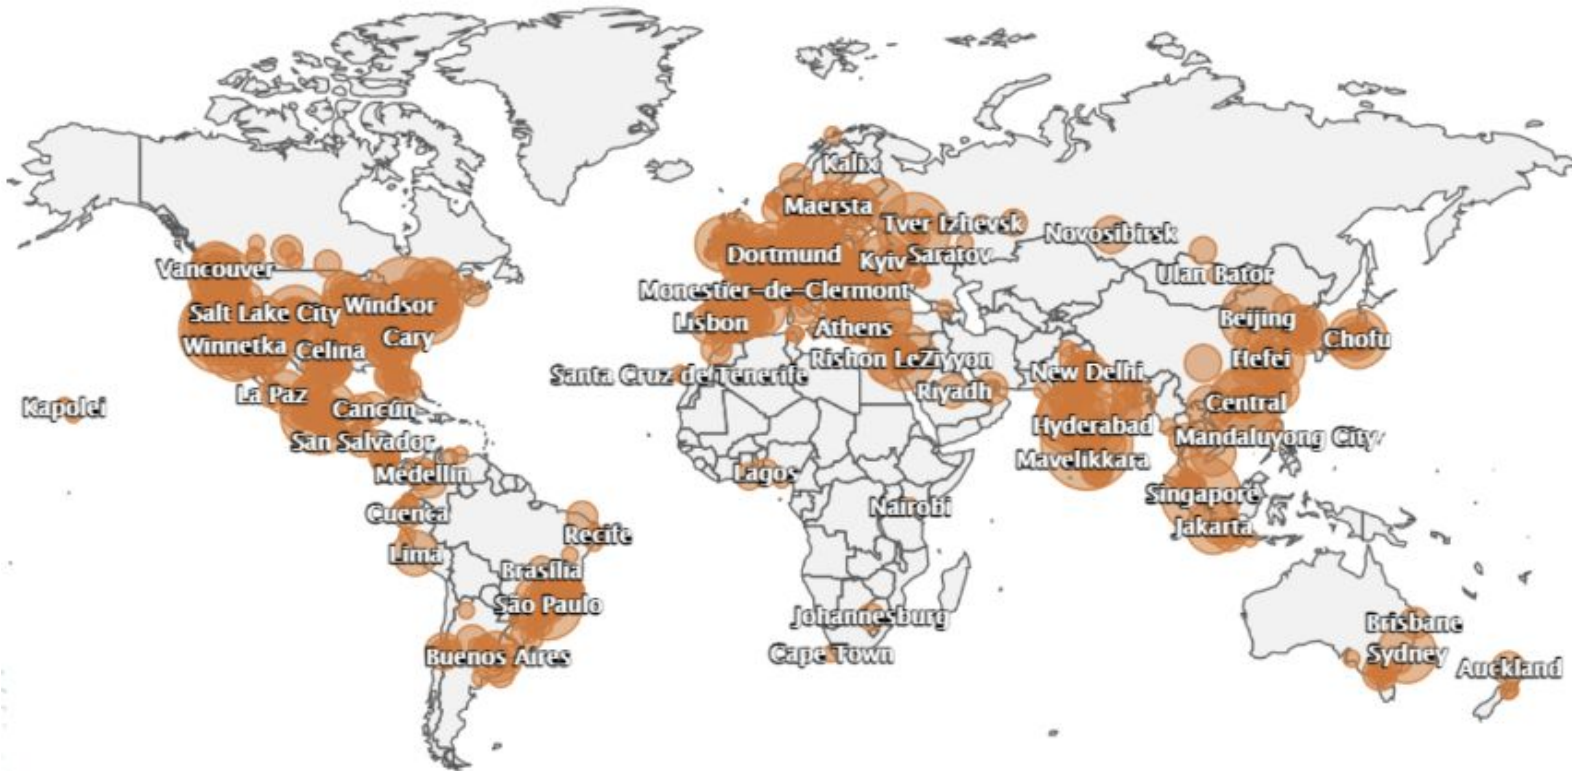 Kalix
Maersta
Tver Izhevsk
Novosibirsk
Dortmund
Kyiv Saratov
Vancouver
Ulan Bator
Monestier-de-Clermont
Salt Lake City
Windsor
Lisbon
Athens
Beijing
Chofu
Winnetka
Celina
Cary
Rishon LeZiyyon
Hefei
Santa Cruz de Tenerife
New Delhi
La Paz
Riyadh
Kapolei
Cancún
Central
Hyderabad
San Salvador
Mandaluyong City
Mavelikkara
Medellín
Lagos
Singapore
Cuenca
Nairobi
Jakarta
Recife
Lima
Brasília
São Paulo
Johannesburg
Brisbane
Buenos Aires
Cape Town
Sydney
Auckland